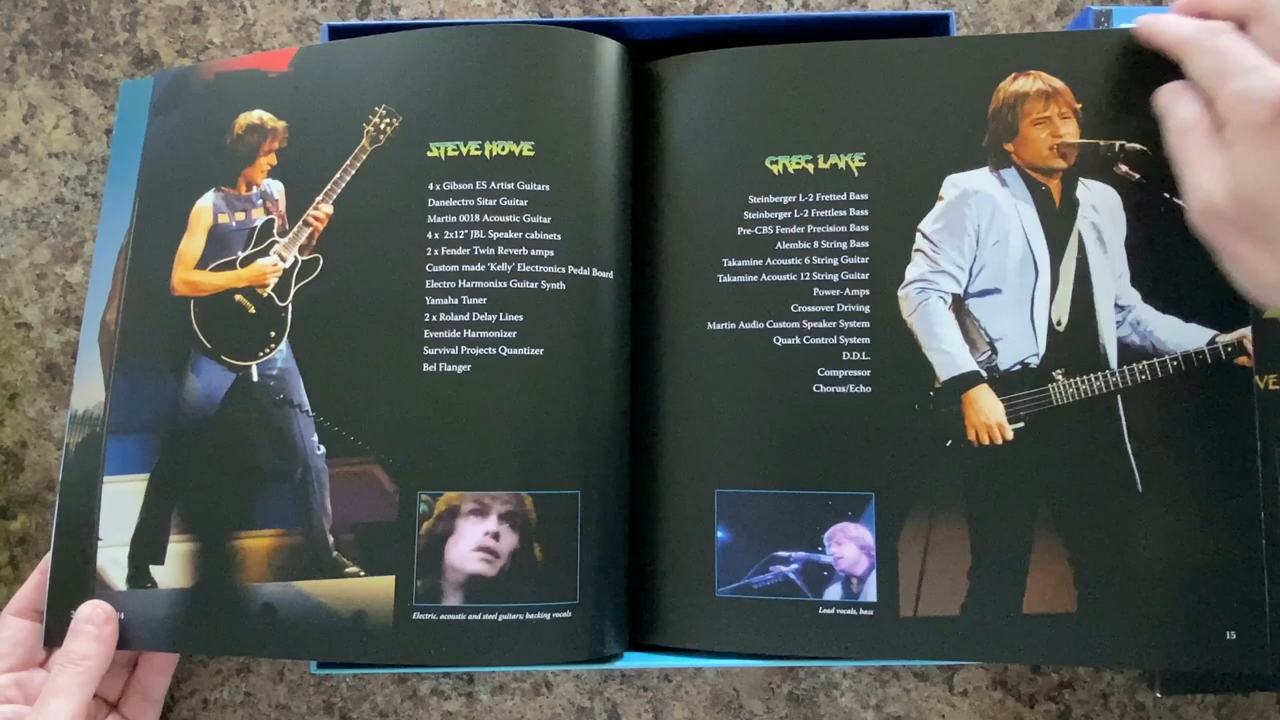 STEVE HOWE
4 x Gibson ES Artist Guitars
Danelectro Sitar Guitar
Martin 0018 Acoustic Guitar
4 x 2x12" JBL Speaker cabinets
2 x Fender Twin Reverb amps
Custom made 'Kelly' Electronics Pedal Board
Electro Harmonixs Guitar Synth
Yamaha Tuner
2 x Roland Delay Lines
Eventide Harmonizer
Survival Projects Quantizer
Bel Flanger
Electric, acoustic and steel guitars; backing vocals
GREG LAKE
Steinberger L-2 Fretted Bass
Steinberger L-2 Frettless Bass
Pre-CBS Fender Precision Bass
Alembic 8 String Bass
Takamine Acoustic 6 String Guitar
Takamine Acoustic 12 String Guitar
Power-Amps
Crossover Driving
Martin Audio Custom Speaker System
Quark Control System
D.D.L.
Compressor
Chorus/Echo
Lead vocals, bass
15
VE